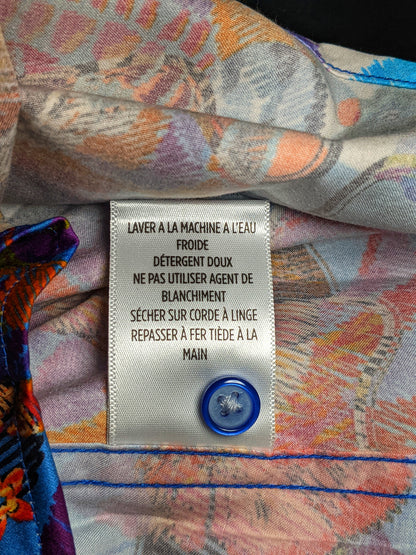 LAVER A LA MACHINE A L'EAU
FROIDE
DÉTERGENT DOUX
NE PAS UTILISER AGENT DE
BLANCHIMENT
SÉCHER SUR CORDE À LINGE
REPASSER À FER TIÈDE À LA
MAIN